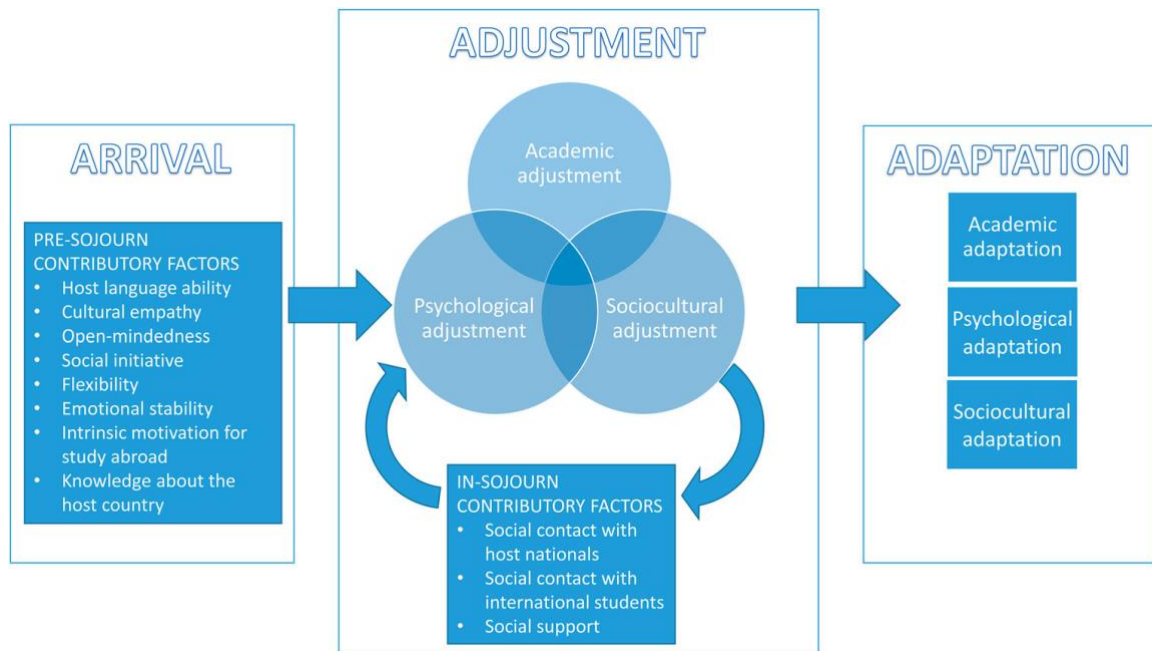 ARRIVAL
PRE-SOJOURN
CONTRIBUTORY FACTORS
• Host language ability
• Cultural empathy
• Open-mindedness
• Social initiative
• Flexibility
• Emotional stability
• Intrinsic motivation for
study abroad
• Knowledge about the
host country
ADJUSTMENT
Academic
adjustment
Psychological
adjustment
Sociocultural
adjustment
IN-SOJOURN
CONTRIBUTORY FACTORS
• Social contact with
host nationals
• Social contact with
international students
• Social support
ADAPTATION
Academic
adaptation
Psychological
adaptation
Sociocultural
adaptation